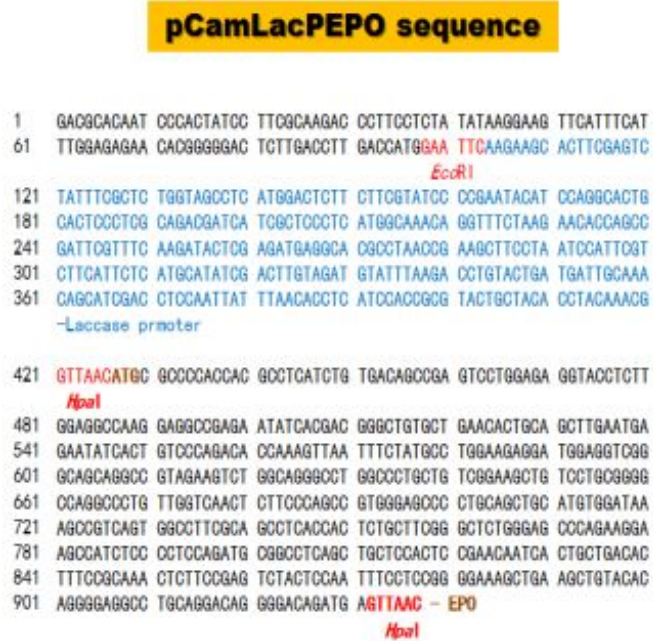 pCamLacPEPO sequence
1 GACGCACAAT CCCACTATCC TTCGCAAGAC CCTTCCTCTA TATAAGGAAG TTCATTTCAT
61 TTGGAGAGAA CACGGGGGAC TCTTGACCTT GACCATGGAA TTCAAGAAGC ACTTCGAGTC
EcoRI
121 TATTTCGCTC TGGTAGCCTC ATGGACTCTT CTTCGTATCC CCGAATACAT CCAGGCACTG
181 CACTCCCTCG CAGACGATCA TCGCTCCCTC ATGGCAAACA GGTTTCTAAG AACACCAGCC
241 GATTCGTTTC AAGATACTCG AGATGAGGCA CGCCTAACCG AAGCTTCCTA ATCCATTCGT
301 CTTCATTCTC ATGCATATCG ACTTGTAGAT GTATTTAAGA CCTGTACTGA TGATTGCAAA
361 CAGCATCGAC CTCCAATTAT TTAACACCTC ATCCACCGCG TACTGCTACA CCTACAAACG
-Laccase prmoter
421 GTTAACATGC GCCCCACCAC GCCTCATCTG TGACAGCCGA GTCCTGGAGA GGTACCTCTT
HpaI
481 GGAGGCCAAG GAGGCCGAGA ATATCACGAC GGGCTGTGCT GAACACTGCA GCTTGAATGA
541 GAATATCACT GTCCCAGACA CCAAAGTTAA TTTCTATGCC TGGAAGAGGA TGGAGGTCGG
601 GCAGCAGGCC GTAGAAGTCT GGCAGGGCCT GGCCCTGCTG TCGGAAGCTG TCCTGCGGGG
661 CCAGGCCCTG TTGGTCAACT CTTCCCAGCC GTGGGAGCCC CTGCAGCTGC ATGTGGATAA
721 AGCCGTCAGT GGCCTTCGCA GCCTCACCAC TCTGCTTCGG GCTCTGGGAG CCCAGAAGGA
781 AGCCATCTCC CCTCCAGATG CGGCCTCAGC TGCTCCACTC CGAACAATCA CTGCTGACAC
841 TTTCCGCAAA CTCTTCCGAG TCTACTCCAA TTTCCTCCGG GGAAAGCTGA AGCTGTACAC
901 AGGGGAGGCC TGCAGGACAG GGGACAGATG AGTTAAC - EPO
HpaI